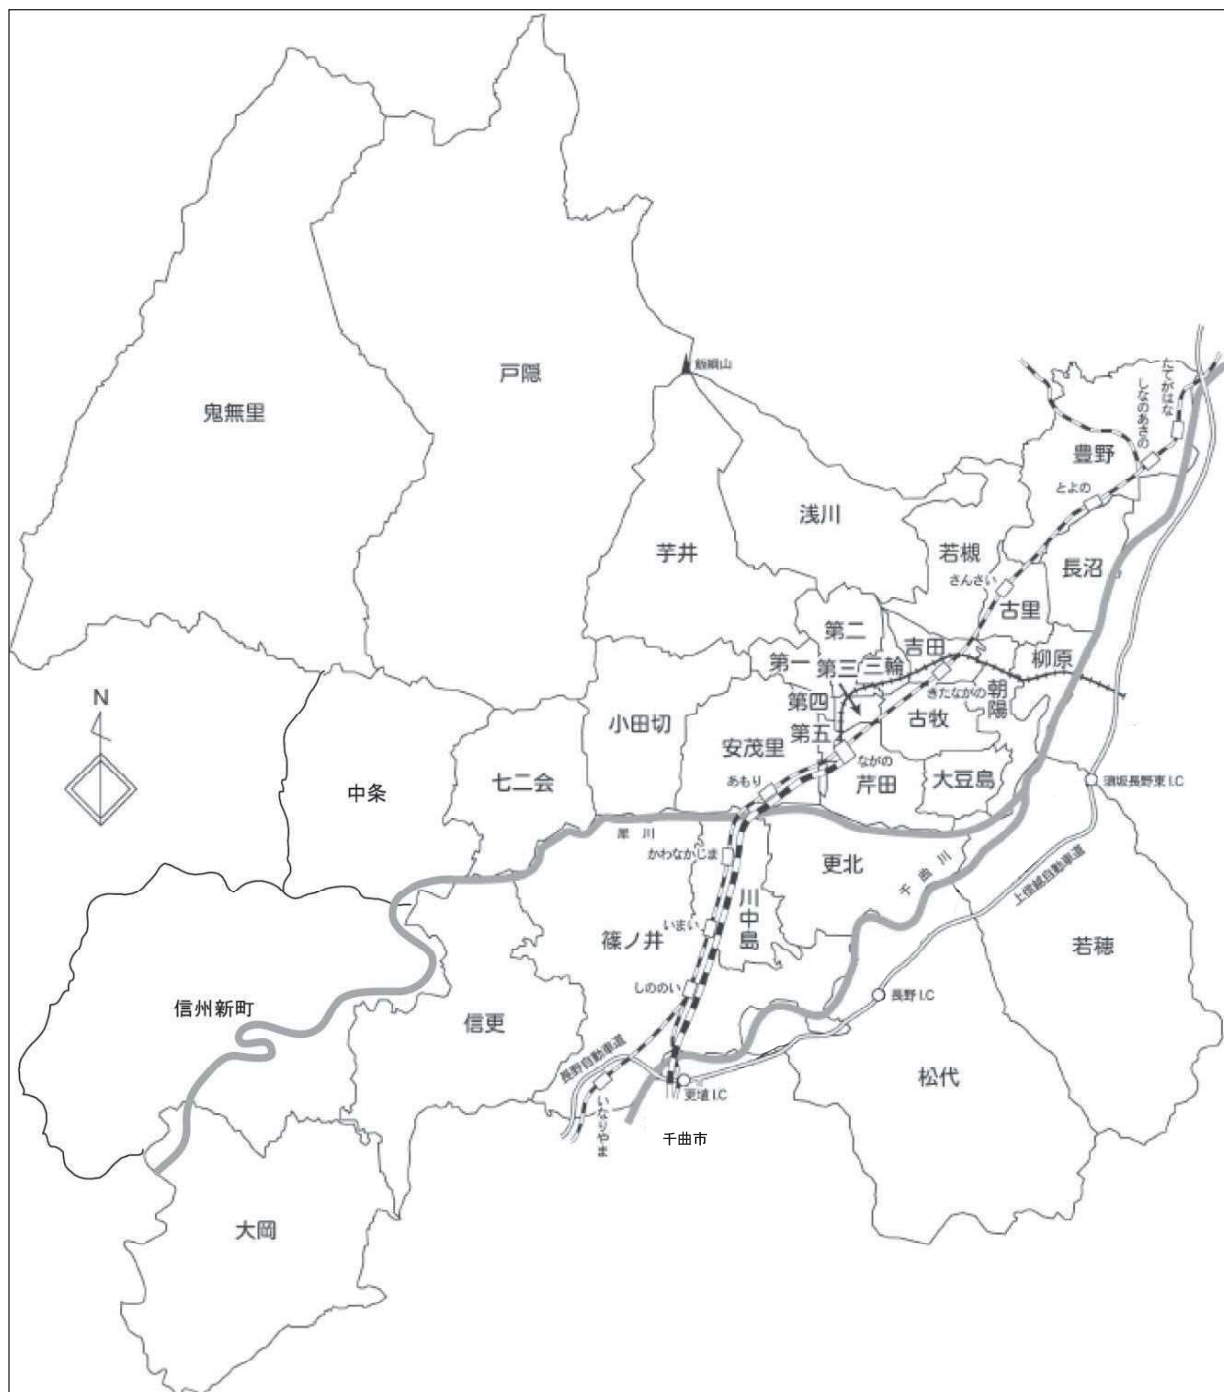 飯綱山
戸隠
鬼無里
たてがはな
しなのあさの
豊野
とよの
浅川
芋井
若槻
長沼
さんさい
古里
第二
吉田
柳原
第一
第三
三輪
きたながの
朝陽
第四
古牧
小田切
安茂里
第五
ながの
N
七二会
中条
あもり
芹田
大豆島
須坂長野東I.C
犀川
かわなかじま
更北
千曲川
上信越自動車道
川中島
いまい
篠ノ井
若穂
しののい
長野I.C
信州新町
信更
長野自動車道
松代
更埴I.C
いなりやま
千曲市
大岡